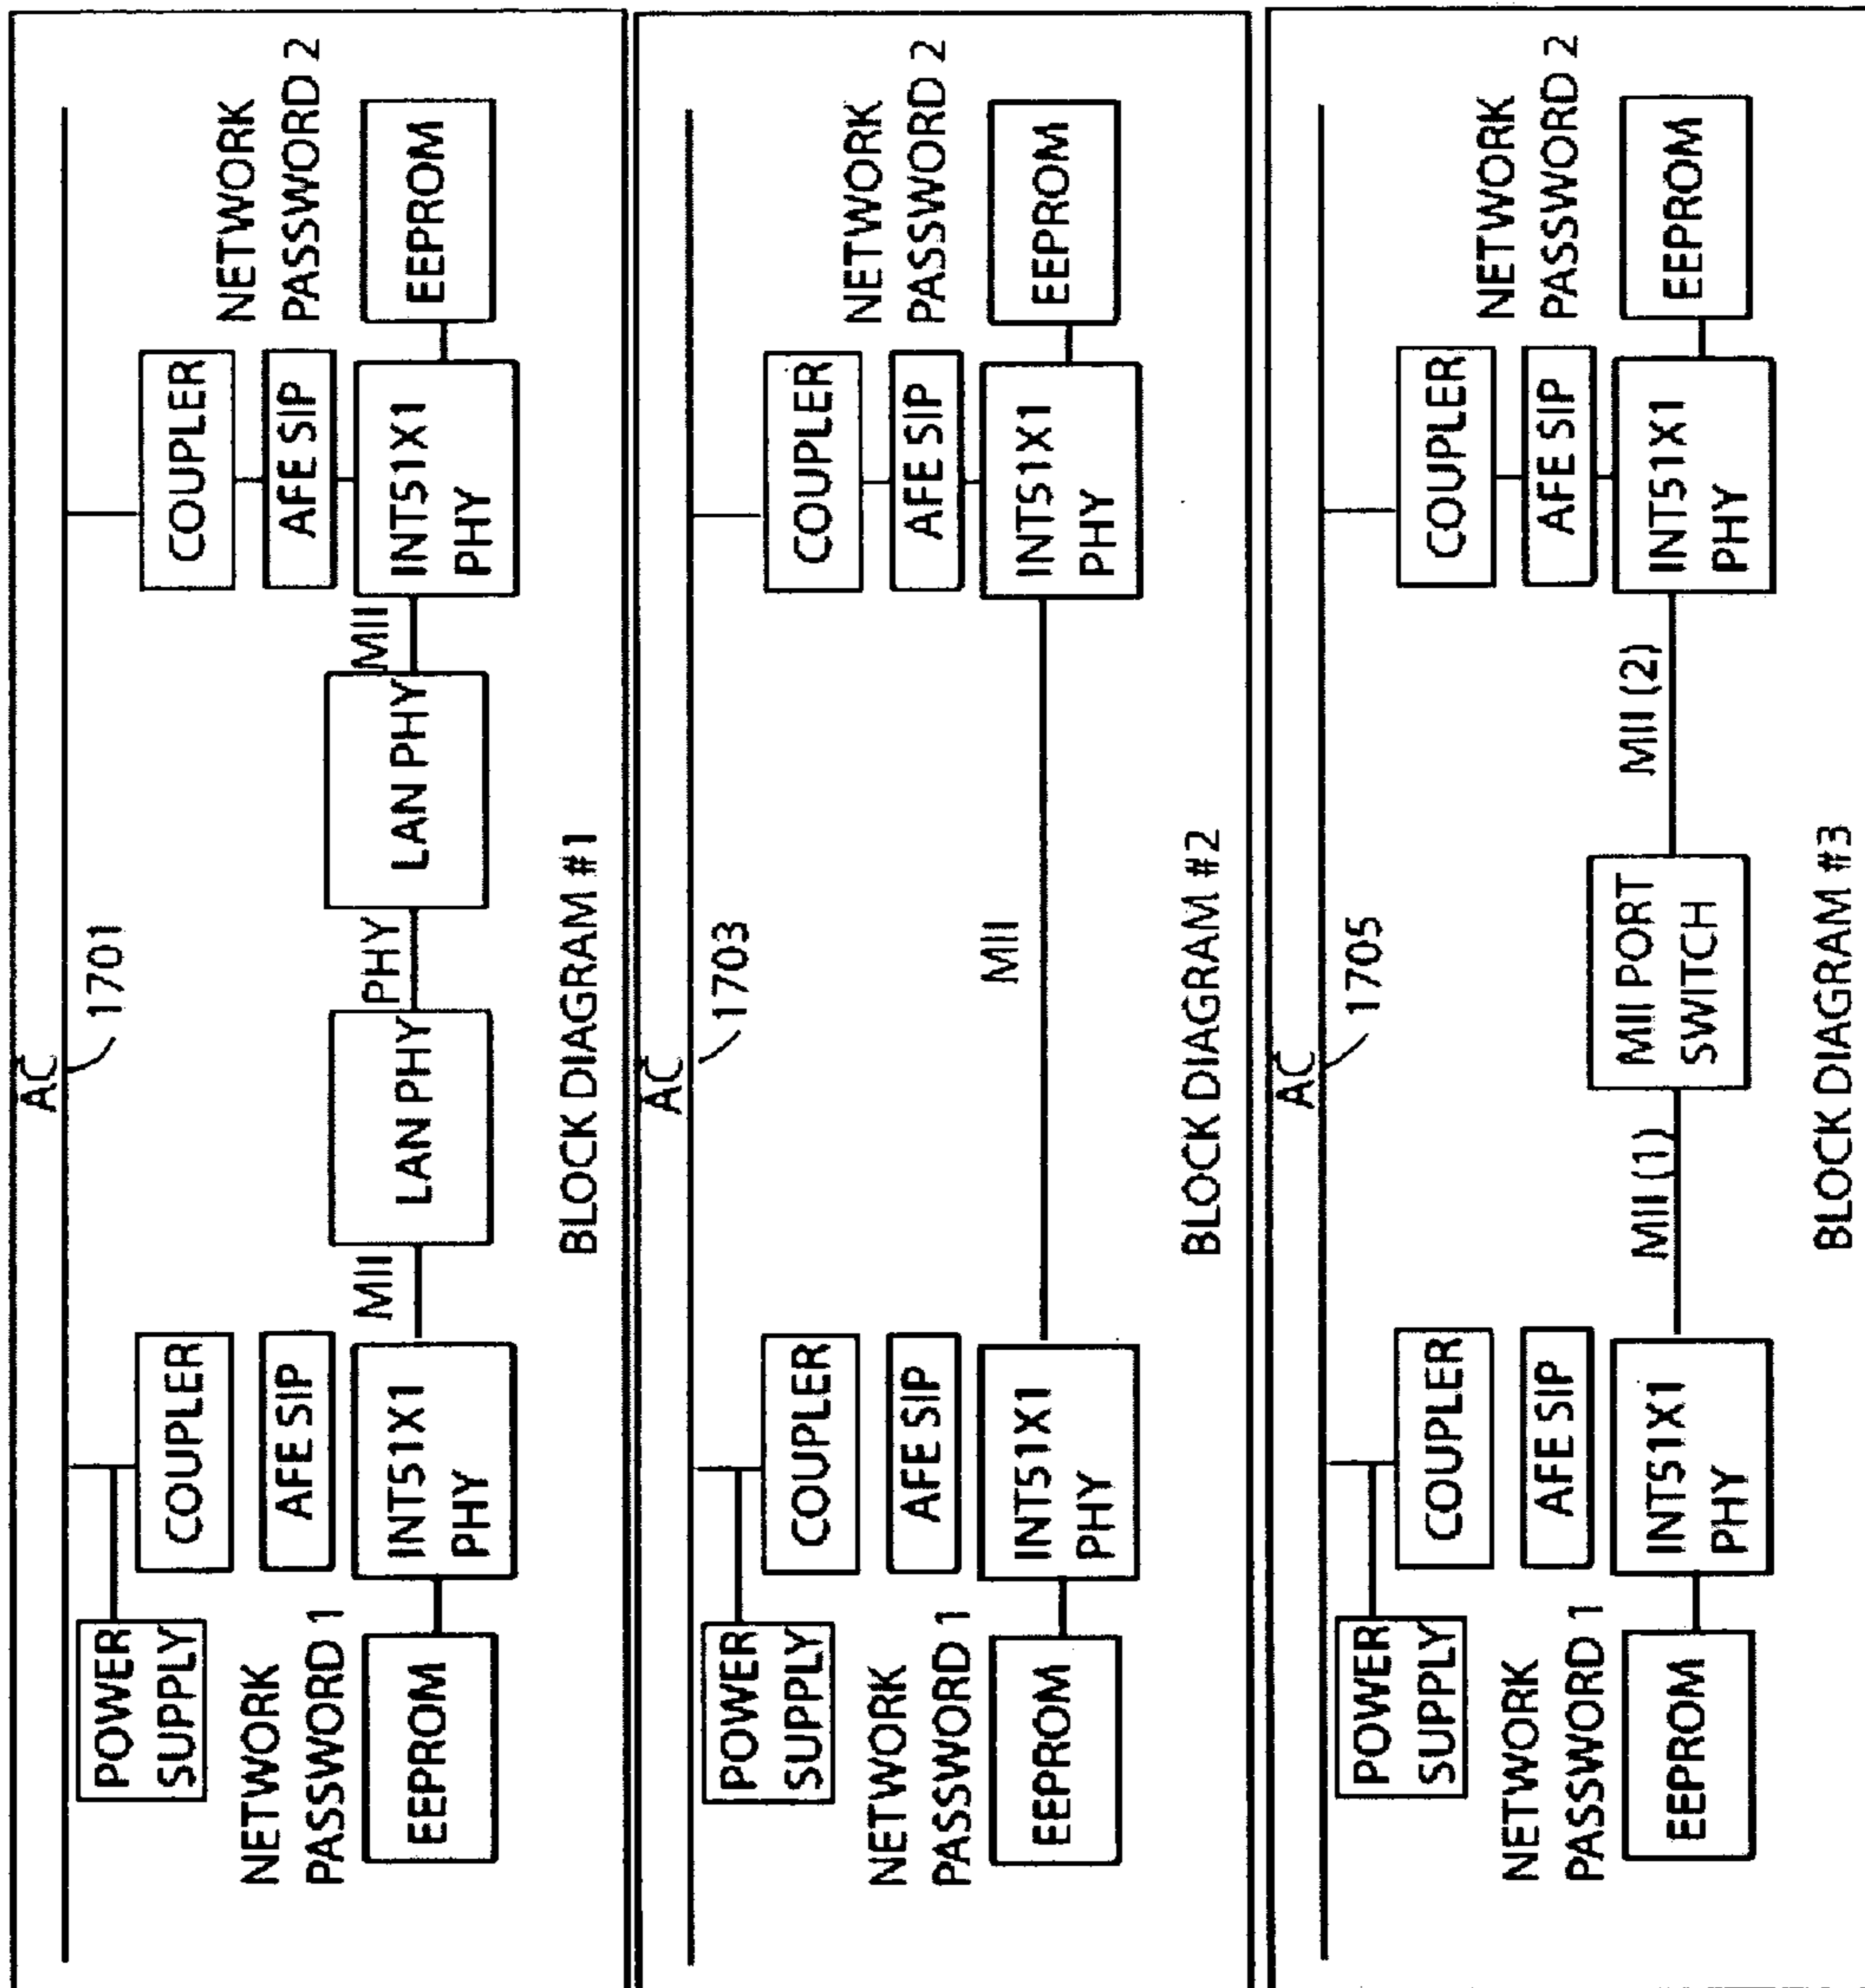 AC
1701
POWER
SUPPLY
COUPLER
COUPLER
NETWORK
PASSWORD 1
AFE SIP
AFE SIP
NETWORK
PASSWORD 2
EEPROM
INT51X1
PHY
MII
LAN PHY
PHY
LAN PHY
MII
INT51X1
PHY
EEPROM
BLOCK DIAGRAM #1
AC
1703
POWER
SUPPLY
COUPLER
COUPLER
NETWORK
PASSWORD 1
AFE SIP
AFE SIP
NETWORK
PASSWORD 2
EEPROM
INT51X1
PHY
MII
INT51X1
PHY
EEPROM
BLOCK DIAGRAM #2
AC
1705
POWER
SUPPLY
COUPLER
COUPLER
NETWORK
PASSWORD 1
AFE SIP
AFE SIP
NETWORK
PASSWORD 2
EEPROM
INT51X1
PHY
MII (1)
MII PORT
SWITCH
MII (2)
INT51X1
PHY
EEPROM
BLOCK DIAGRAM #3